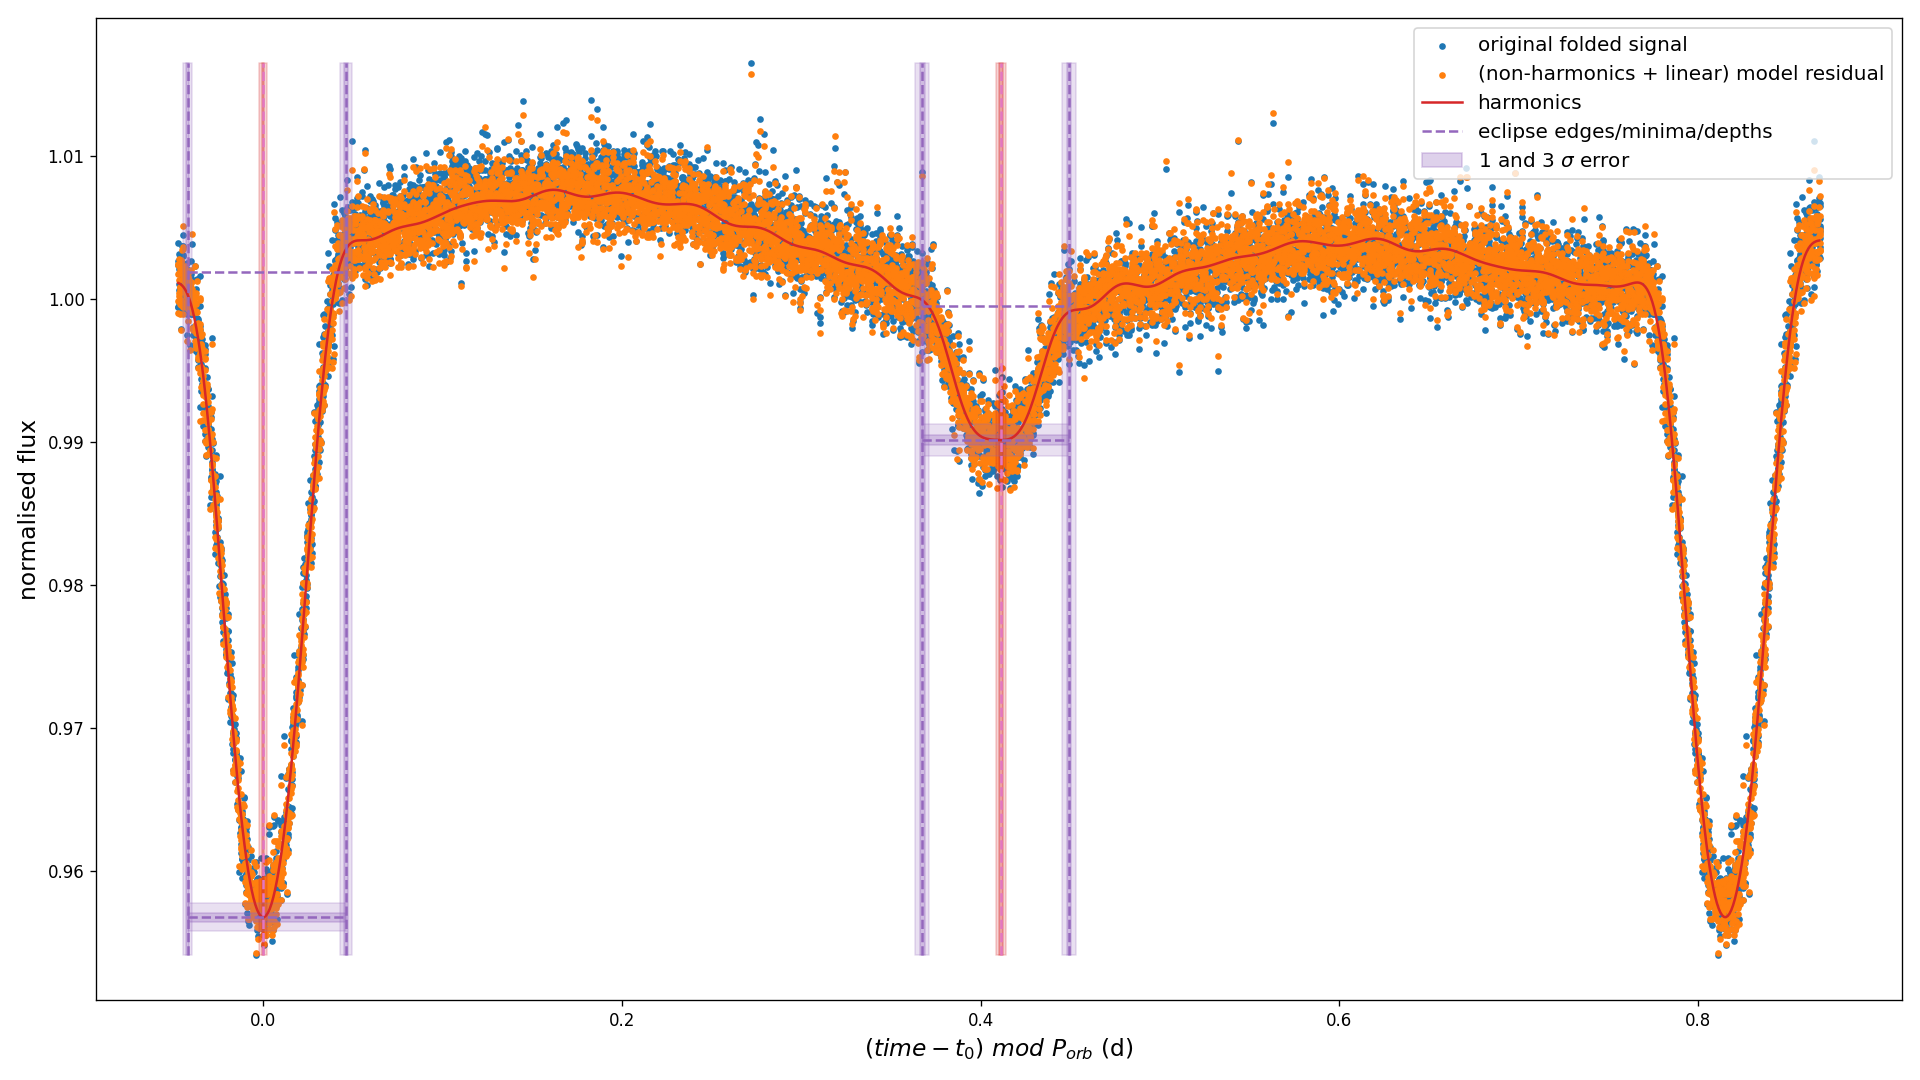 original folded signal
(non-harmonics + linear) model residual
harmonics
eclipse edges/minima/depths
1 and 3 σ error
normalised flux
1.01
1.00
0.99
0.98
0.97
0.96
0.0 0.2 0.4 0.6 0.8
(time − t₀) mod Pₒᵣb (d)